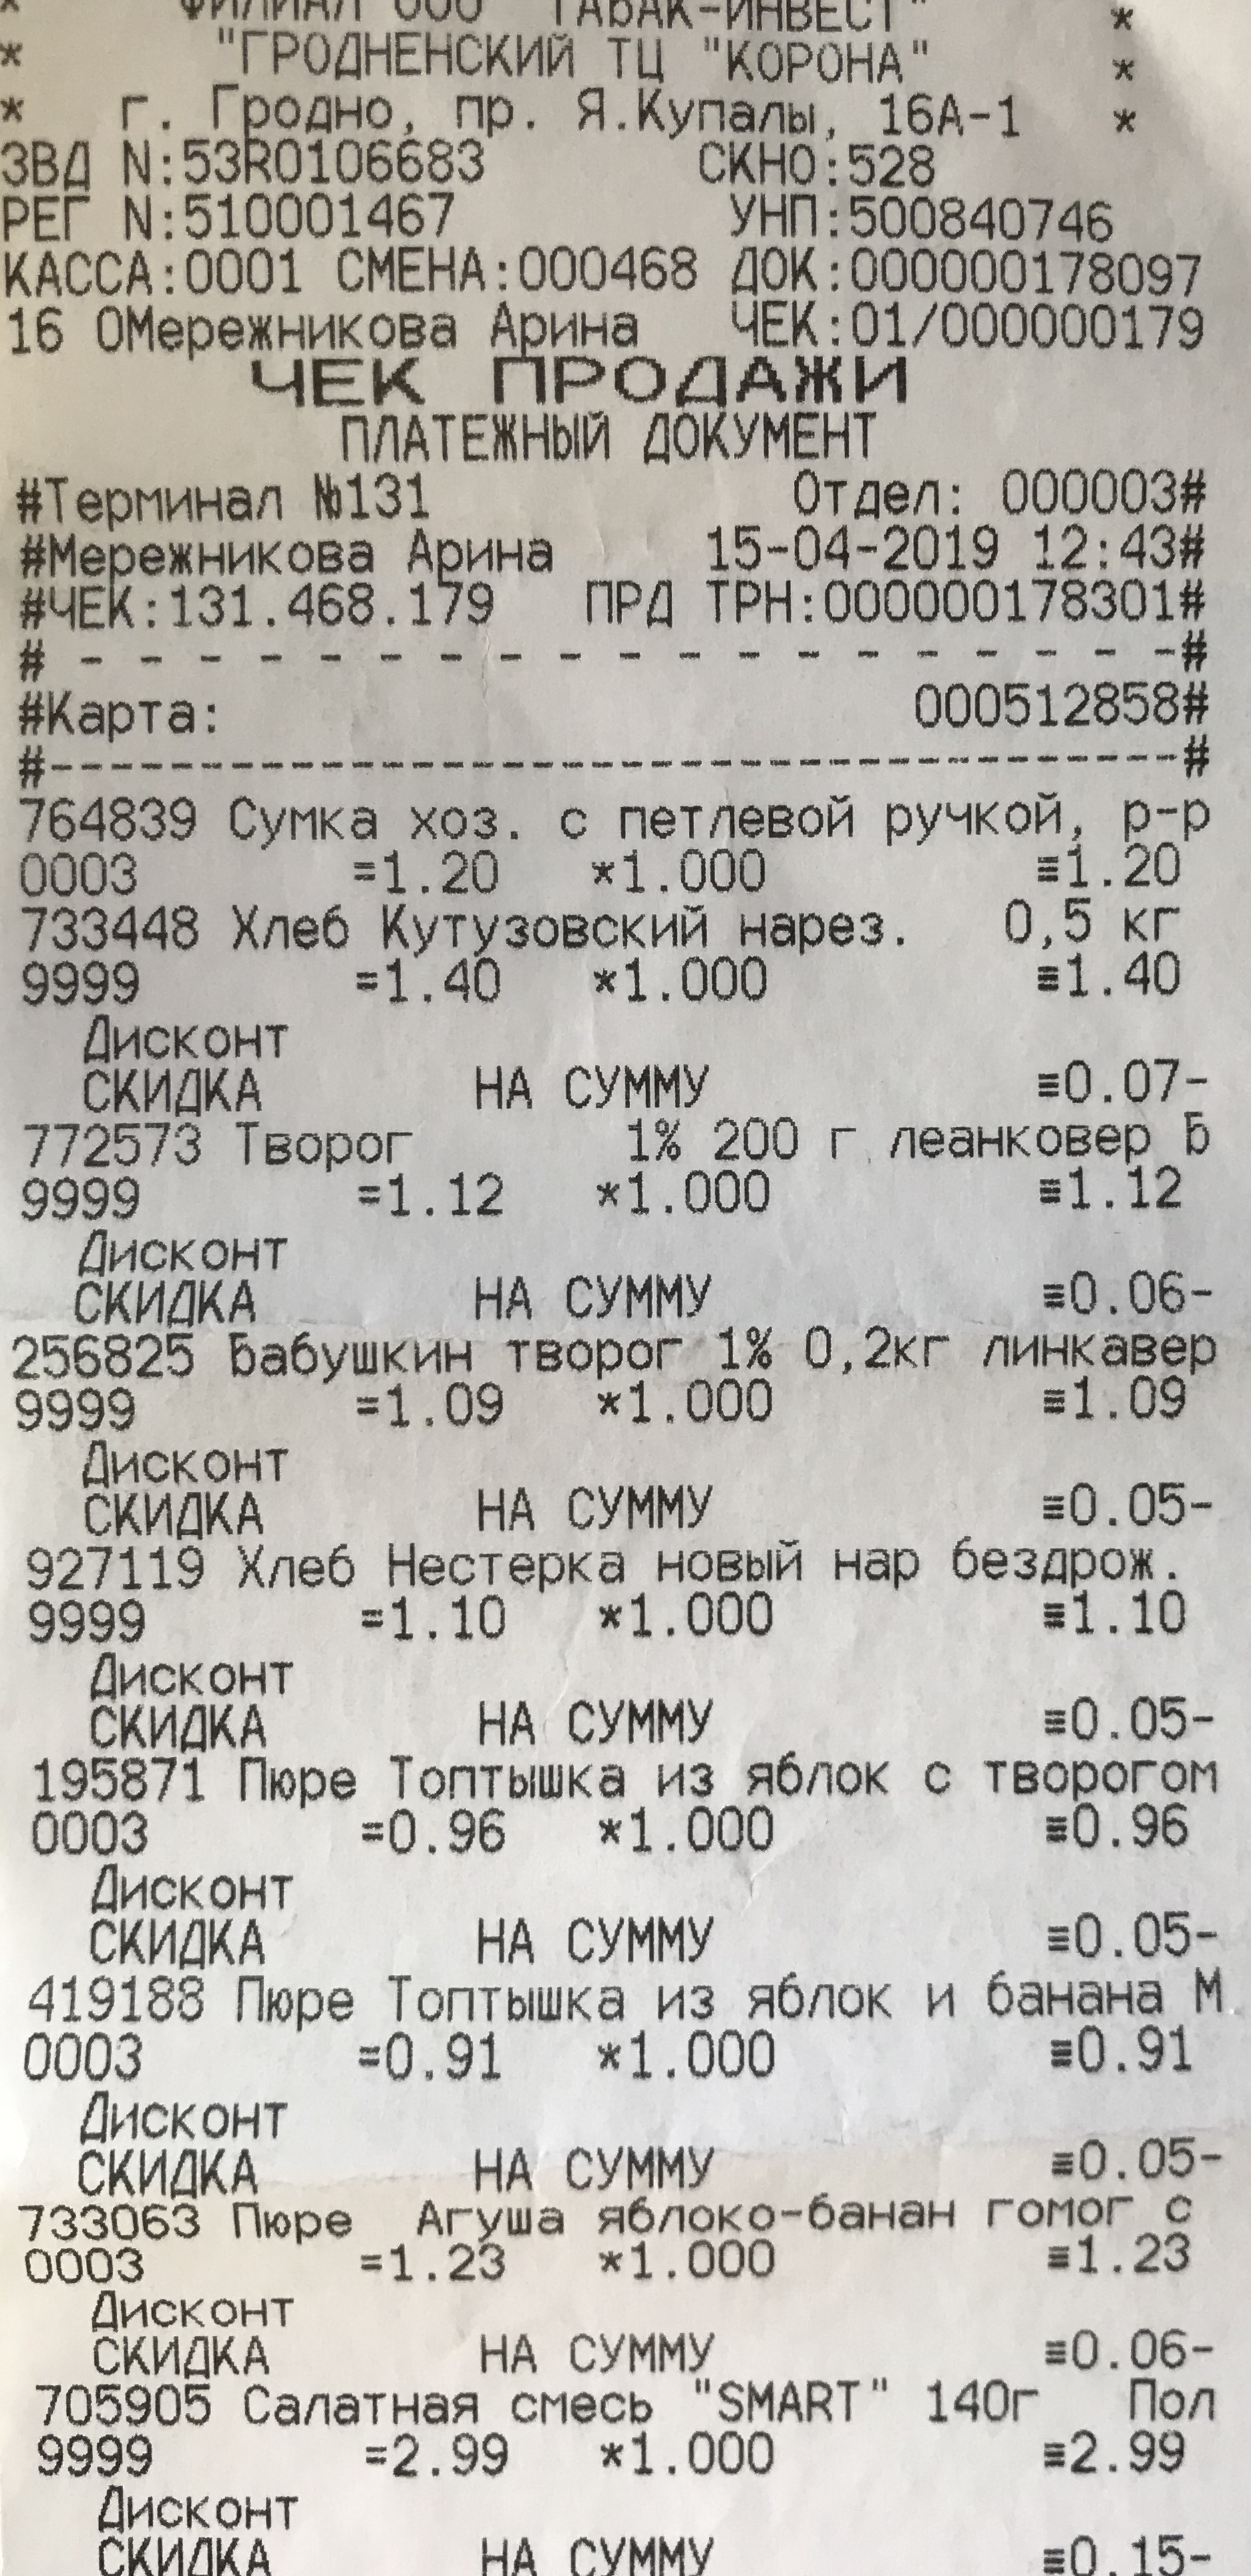 * ФИЛИАЛ ООО "ТАБАК-ИНВЕСТ" *
* "ГРОДНЕНСКИЙ ТЦ "КОРОНА" *
* г. Гродно, пр. Я.Купалы, 16А-1 *
ЗВД N:53R0106683 СКНО:528
РЕГ N:510001467 УНП:500840746
КАССА:0001 СМЕНА:000468 ДОК:000000178097
16 0Мережникова Арина ЧЕК:01/000000179
ЧЕК ПРОДАЖИ
ПЛАТЕЖНЫЙ ДОКУМЕНТ
#Терминал №131 Отдел: 000003#
#Мережникова Арина 15-04-2019 12:43#
#ЧЕК:131.468.179 ПРД ТРН:000000178301#
# - - - - - - - - - - - - - - - - - - -#
#Карта: 000512858#
#--------------------------------------#
764839 Сумка хоз. с петлевой ручкой, р-р
0003 =1.20 *1.000 ≡1.20
733448 Хлеб Кутузовский нарез. 0,5 кг
9999 =1.40 *1.000 ≡1.40
Дисконт
СКИДКА НА СУММУ ≡0.07-
772573 Творог 1% 200 г леанковер Б
9999 =1.12 *1.000 ≡1.12
Дисконт
СКИДКА НА СУММУ ≡0.06-
256825 Бабушкин творог 1% 0,2кг линкавер
9999 =1.09 *1.000 ≡1.09
Дисконт
СКИДКА НА СУММУ ≡0.05-
927119 Хлеб Нестерка новый нар бездрож.
9999 =1.10 *1.000 ≡1.10
Дисконт
СКИДКА НА СУММУ ≡0.05-
195871 Пюре Топтышка из яблок с творогом
0003 =0.96 *1.000 ≡0.96
Дисконт
СКИДКА НА СУММУ ≡0.05-
419188 Пюре Топтышка из яблок и банана М
0003 =0.91 *1.000 ≡0.91
Дисконт
СКИДКА НА СУММУ ≡0.05-
733063 Пюре Агуша яблоко-банан гомог с
0003 =1.23 *1.000 ≡1.23
Дисконт
СКИДКА НА СУММУ ≡0.06-
705905 Салатная смесь "SMART" 140г Пол
9999 =2.99 *1.000 ≡2.99
Дисконт
СКИДКА НА СУММУ ≡0.15-